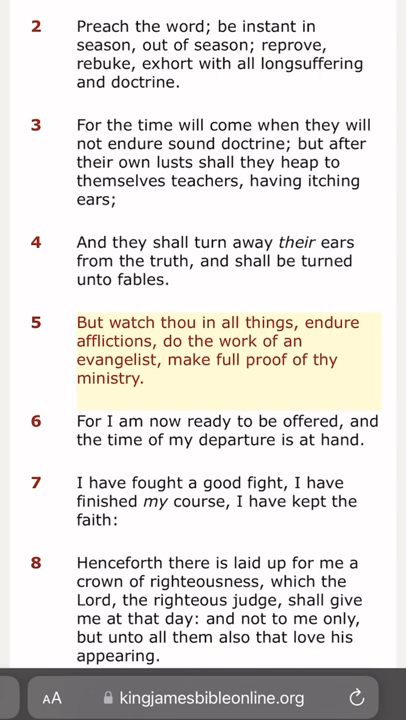 2 Preach the word; be instant in
season, out of season; reprove,
rebuke, exhort with all longsuffering
and doctrine.
3 For the time will come when they will
not endure sound doctrine; but after
their own lusts shall they heap to
themselves teachers, having itching
ears;
4 And they shall turn away their ears
from the truth, and shall be turned
unto fables.
5 But watch thou in all things, endure
afflictions, do the work of an
evangelist, make full proof of thy
ministry.
6 For I am now ready to be offered, and
the time of my departure is at hand.
7 I have fought a good fight, I have
finished my course, I have kept the
faith:
8 Henceforth there is laid up for me a
crown of righteousness, which the
Lord, the righteous judge, shall give
me at that day: and not to me only,
but unto all them also that love his
appearing.
AA kingjamesbibleonline.org